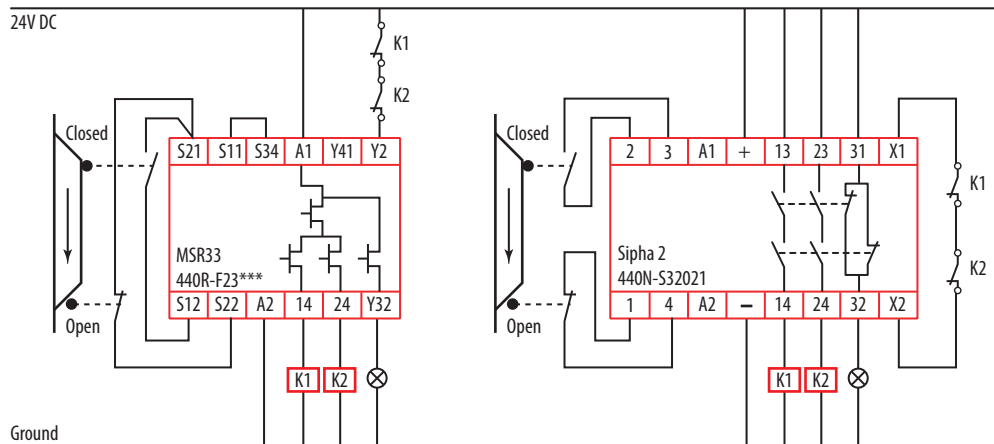 24V DC
K1
K2
Closed
S21 S11 S34 A1 Y41 Y2
MSR33
440R-F23***
S12 S22 A2 14 24 Y32
Open
K1 K2
Closed
2 3 A1 + 13 23 31 X1
K1
Sipha 2
440N-S32021
K2
1 4 A2 – 14 24 32 X2
Open
K1 K2
Ground